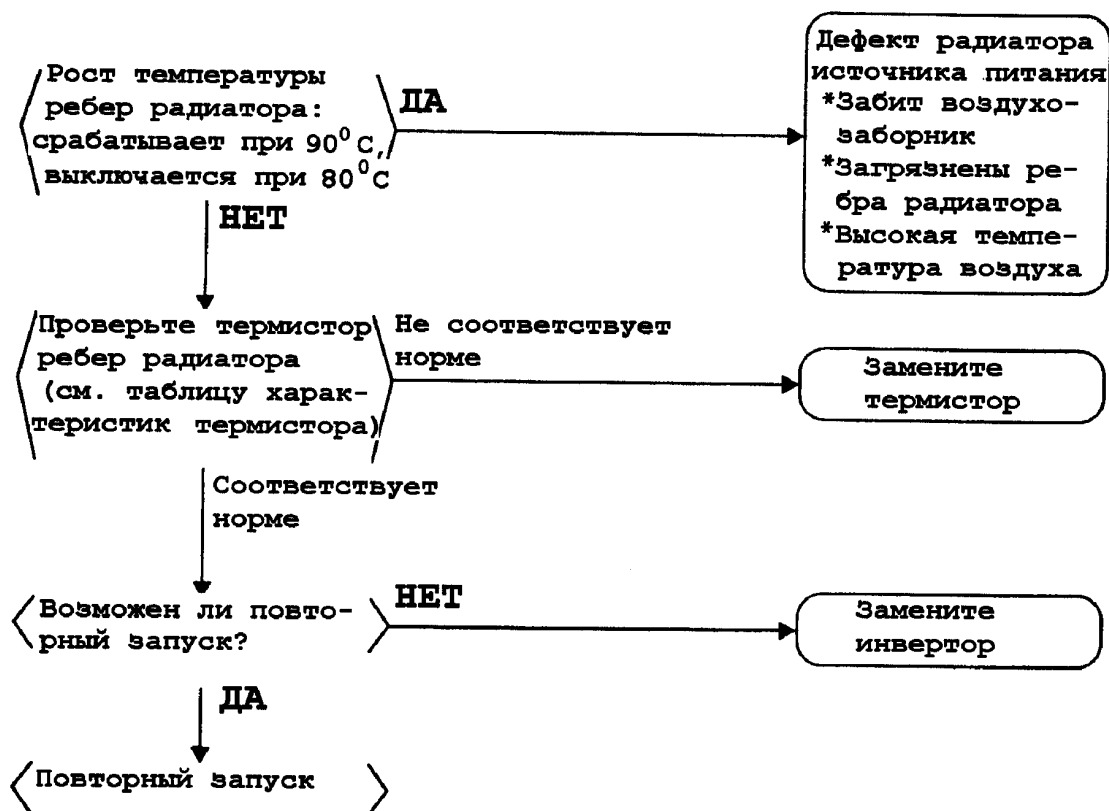 Рост температуры
ребер радиатора:
срабатывает при 90⁰С,
выключается при 80⁰С
ДА
Дефект радиатора
источника питания
*Забит воздухо-
заборник
*Загрязнены ре-
бра радиатора
*Высокая темпе-
ратура воздуха
НЕТ
Проверьте термистор
ребер радиатора
(см. таблицу харак-
теристик термистора)
Не соответствует
норме
Замените
термистор
Соответствует
норме
Возможен ли повто-
рный запуск?
НЕТ
Замените
инвертор
ДА
Повторный запуск